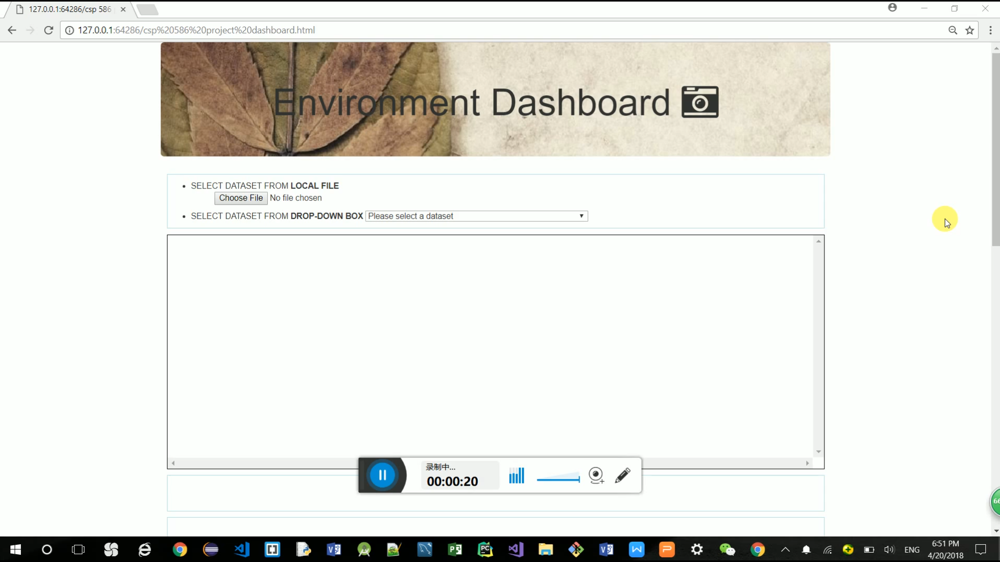 127.0.0.1:64286/csp 586
127.0.0.1:64286/csp%20586%20project%20dashboard.html
Environment Dashboard
SELECT DATASET FROM LOCAL FILE
Choose File No file chosen
SELECT DATASET FROM DROP-DOWN BOX Please select a dataset
录制中...
00:00:20
66
ENG
6:51 PM
4/20/2018